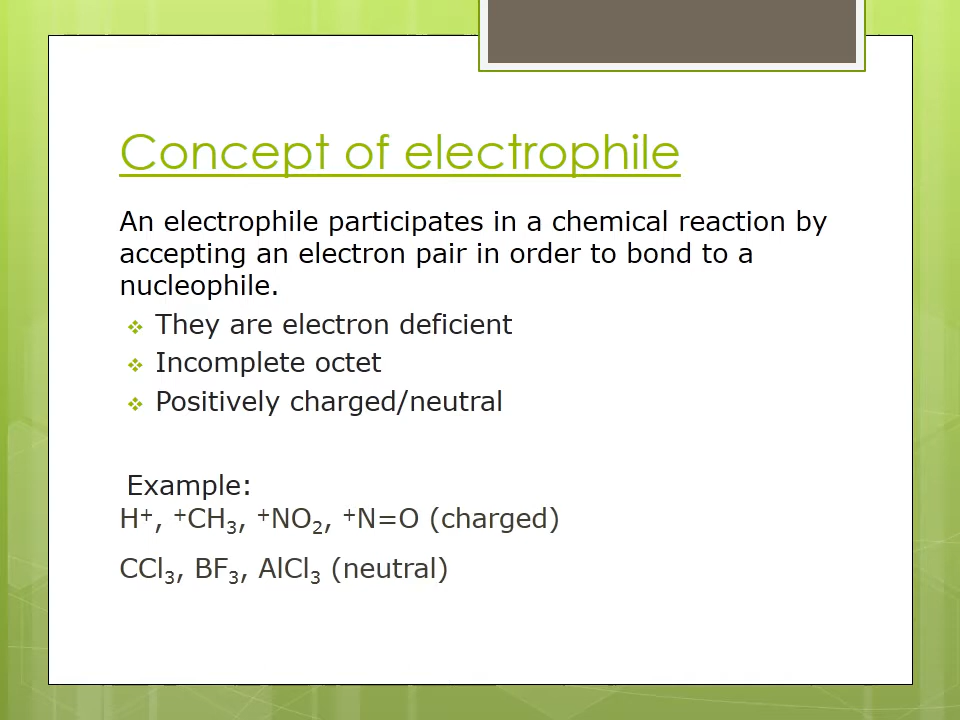 Concept of electrophile
An electrophile participates in a chemical reaction by
accepting an electron pair in order to bond to a
nucleophile.
❖ They are electron deficient
❖ Incomplete octet
❖ Positively charged/neutral
Example:
H⁺, ⁺CH₃, ⁺NO₂, ⁺N=O (charged)
CCl₃, BF₃, AlCl₃ (neutral)